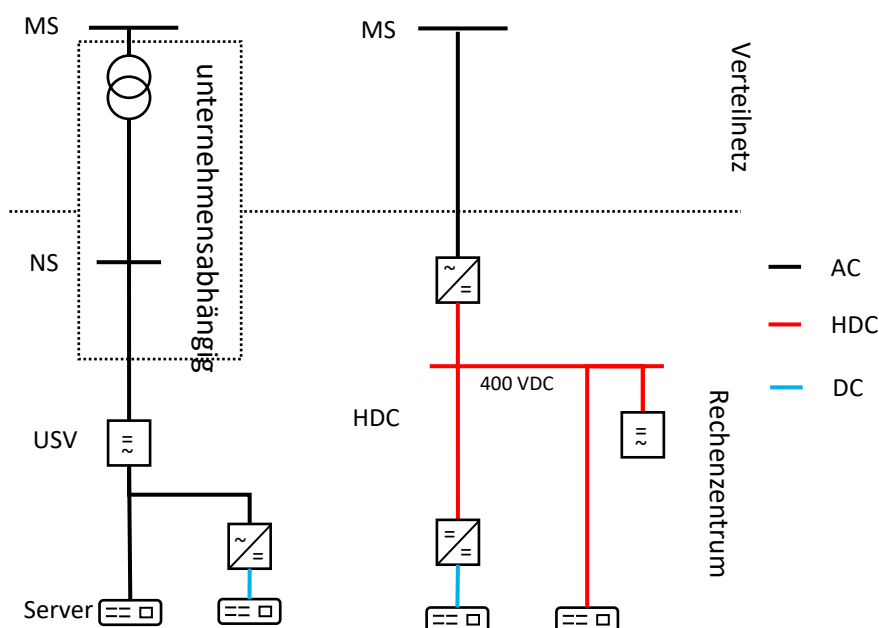 MS
MS
unternehmensabhängig
Verteilnetz
NS
AC
HDC
DC
400 VDC
HDC
USV
Rechenzentrum
Server